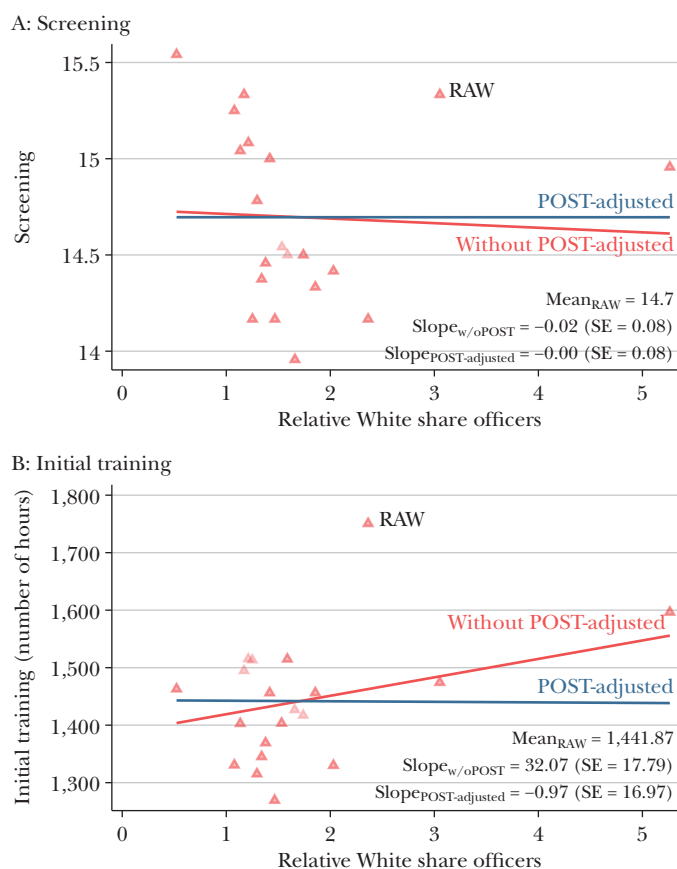 A: Screening
15.5
15
14.5
14
Screening
RAW
POST-adjusted
Without POST-adjusted
Mean_RAW = 14.7
Slope_w/oPOST = –0.02 (SE = 0.08)
Slope_POST-adjusted = –0.00 (SE = 0.08)
0 1 2 3 4 5
Relative White share officers
B: Initial training
1,800
1,700
1,600
1,500
1,400
1,300
Initial training (number of hours)
RAW
Without POST-adjusted
POST-adjusted
Mean_RAW = 1,441.87
Slope_w/oPOST = 32.07 (SE = 17.79)
Slope_POST-adjusted = –0.97 (SE = 16.97)
0 1 2 3 4 5
Relative White share officers